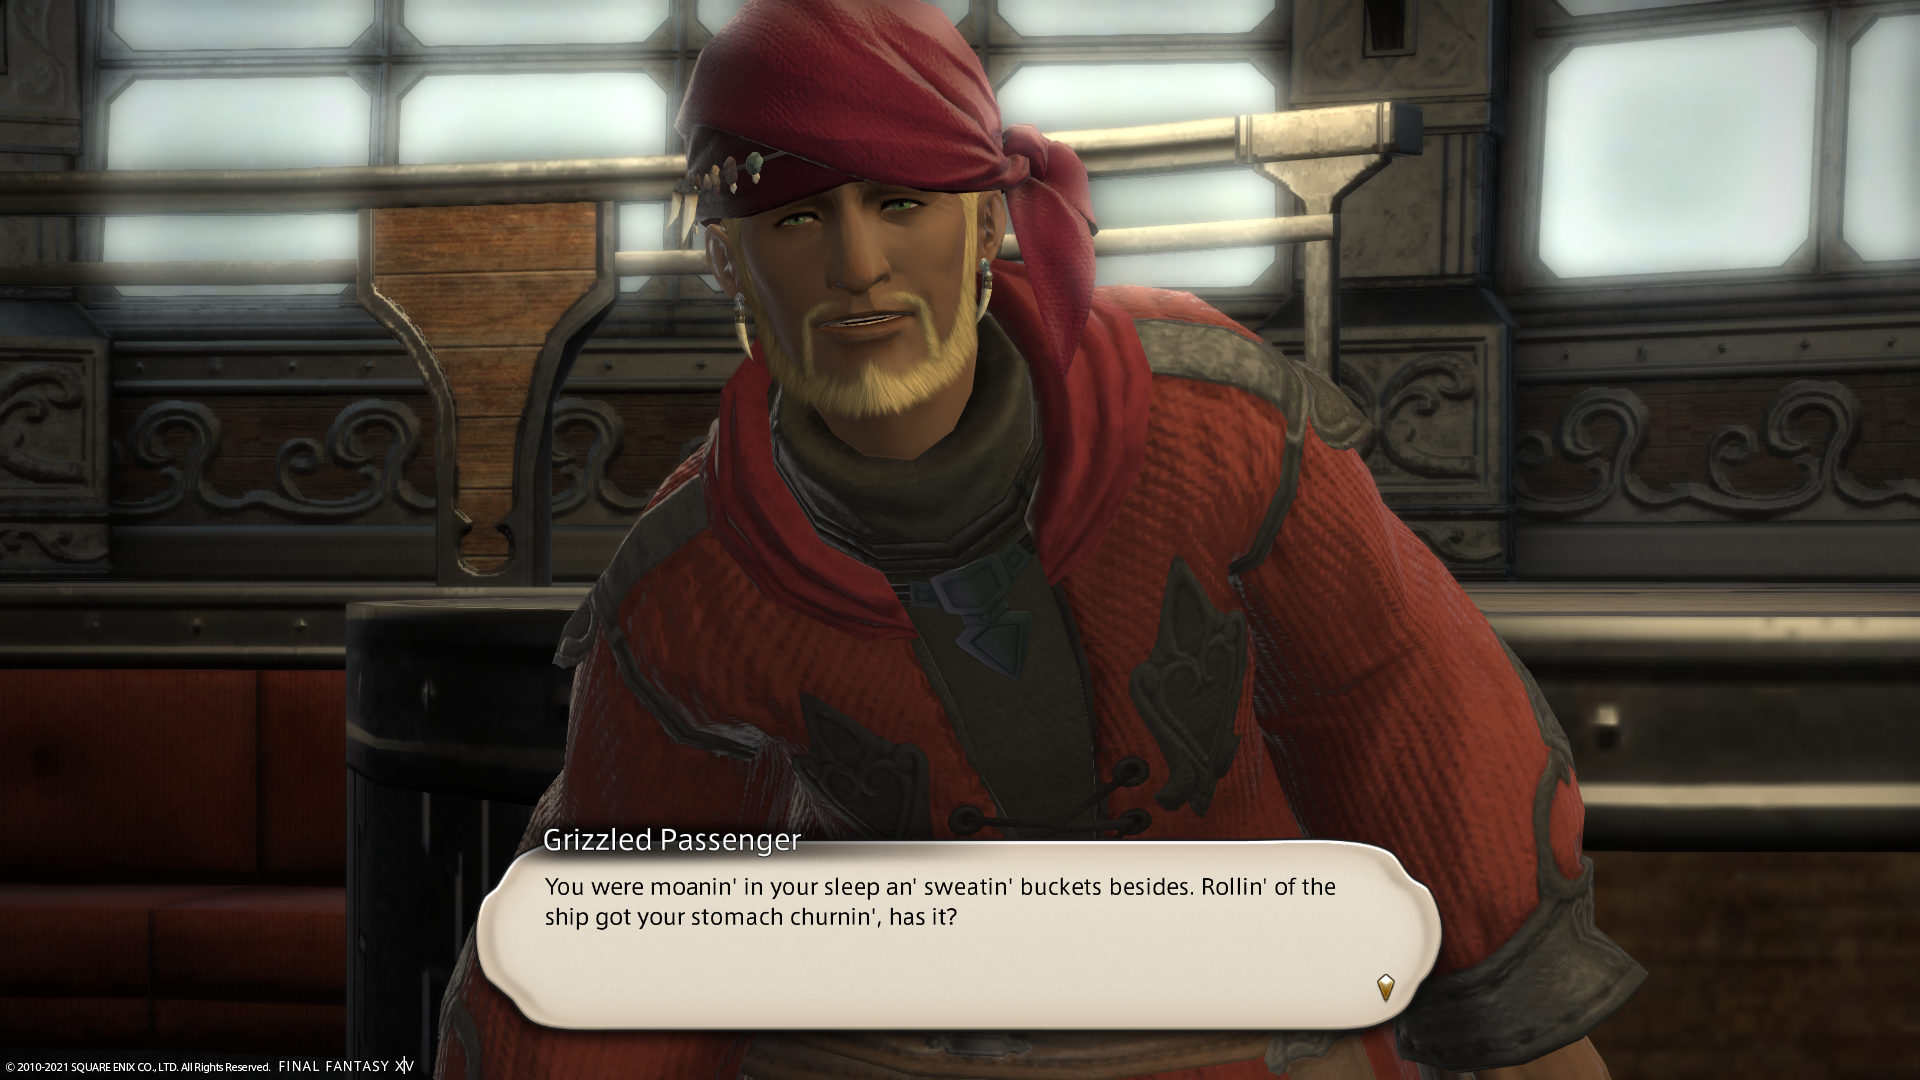 Grizzled Passenger
You were moanin' in your sleep an' sweatin' buckets besides. Rollin' of the
ship got your stomach churnin', has it?
© 2010-2021 SQUARE ENIX CO., LTD. All Rights Reserved. FINAL FANTASY XIV